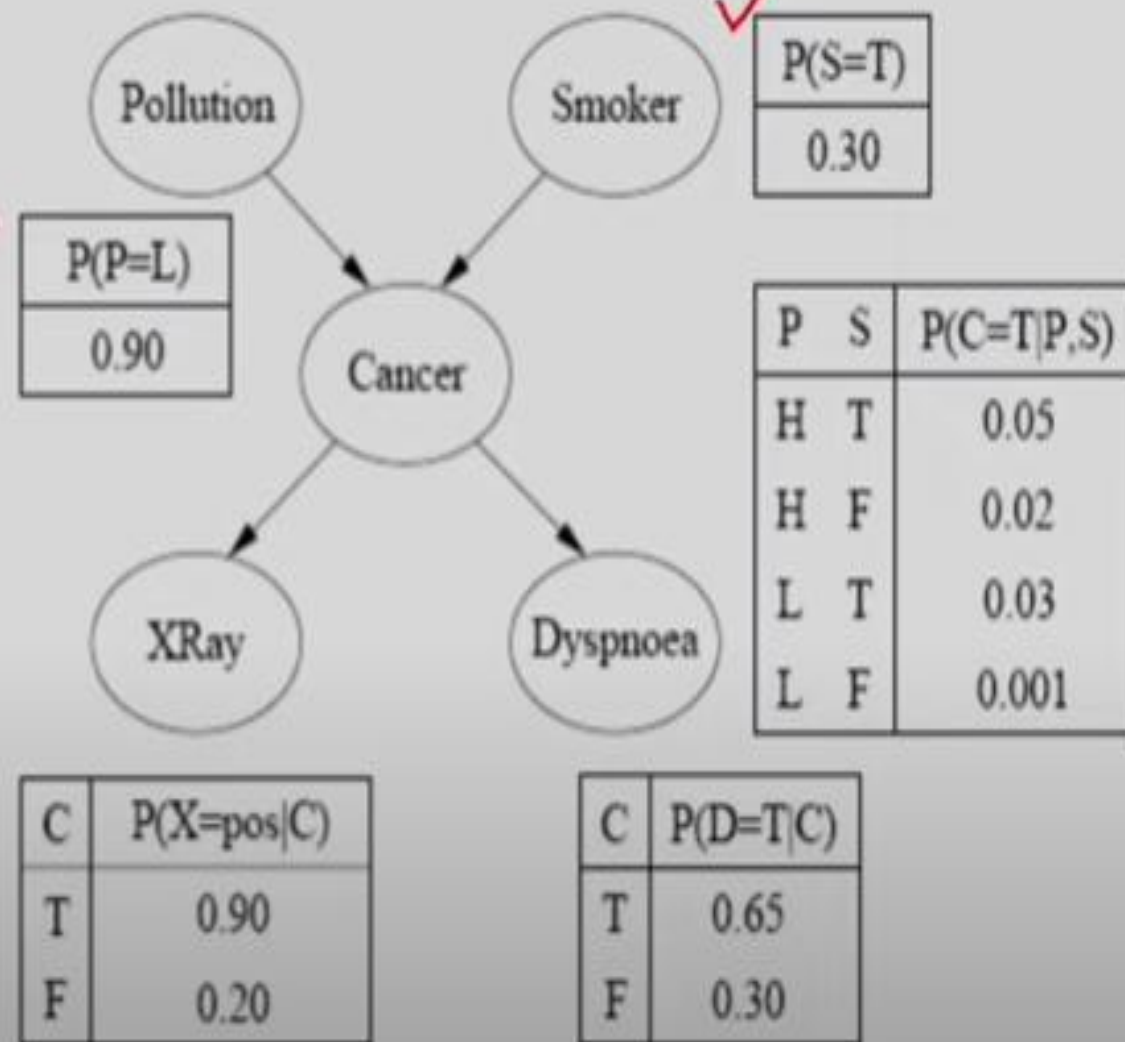 Pollution
Smoker
P(S=T)
0.30
P(P=L)
0.90
Cancer
P S P(C=T|P,S)
H T 0.05
H F 0.02
L T 0.03
L F 0.001
XRay
Dyspnoea
C P(X=pos|C)
T 0.90
F 0.20
C P(D=T|C)
T 0.65
F 0.30